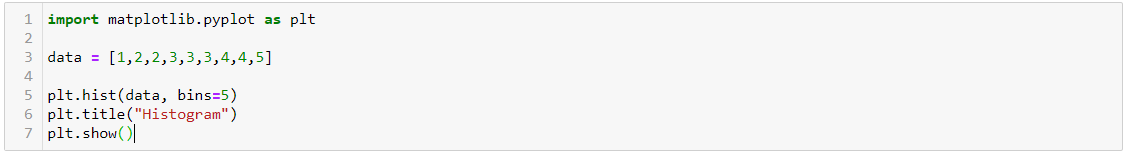 1 import matplotlib.pyplot as plt
2
3 data = [1,2,2,3,3,3,4,4,5]
4
5 plt.hist(data, bins=5)
6 plt.title("Histogram")
7 plt.show()